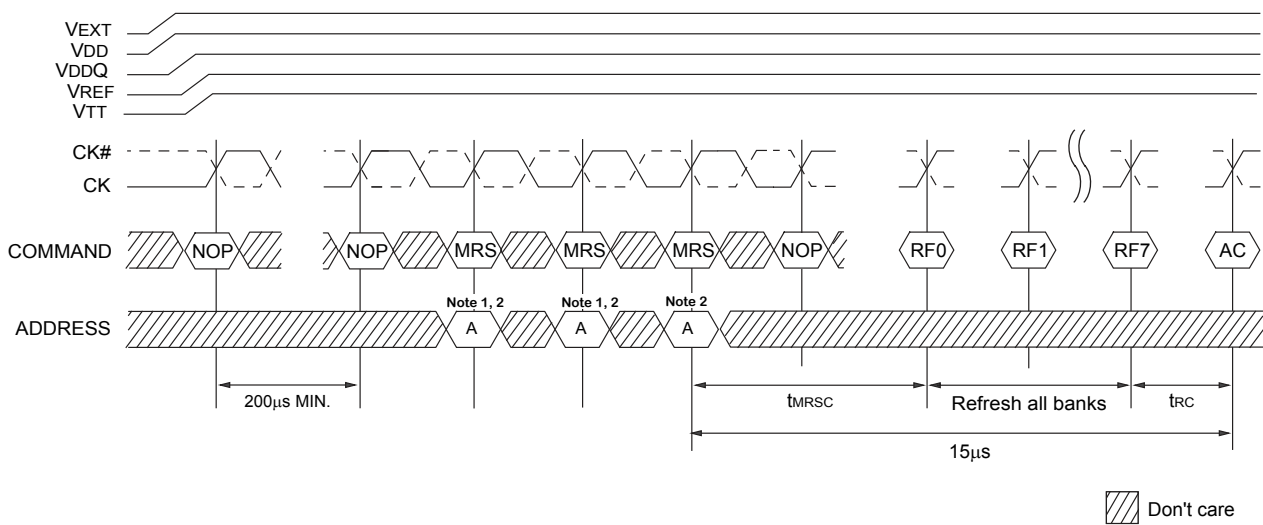 VEXT
VDD
VDDQ
VREF
VTT
CK#
CK
COMMAND NOP NOP MRS MRS MRS NOP RF0 RF1 RF7 AC
Note 1, 2 Note 1, 2 Note 2
ADDRESS A A A
200μs MIN. tMRSC Refresh all banks tRC
15μs
Don't care